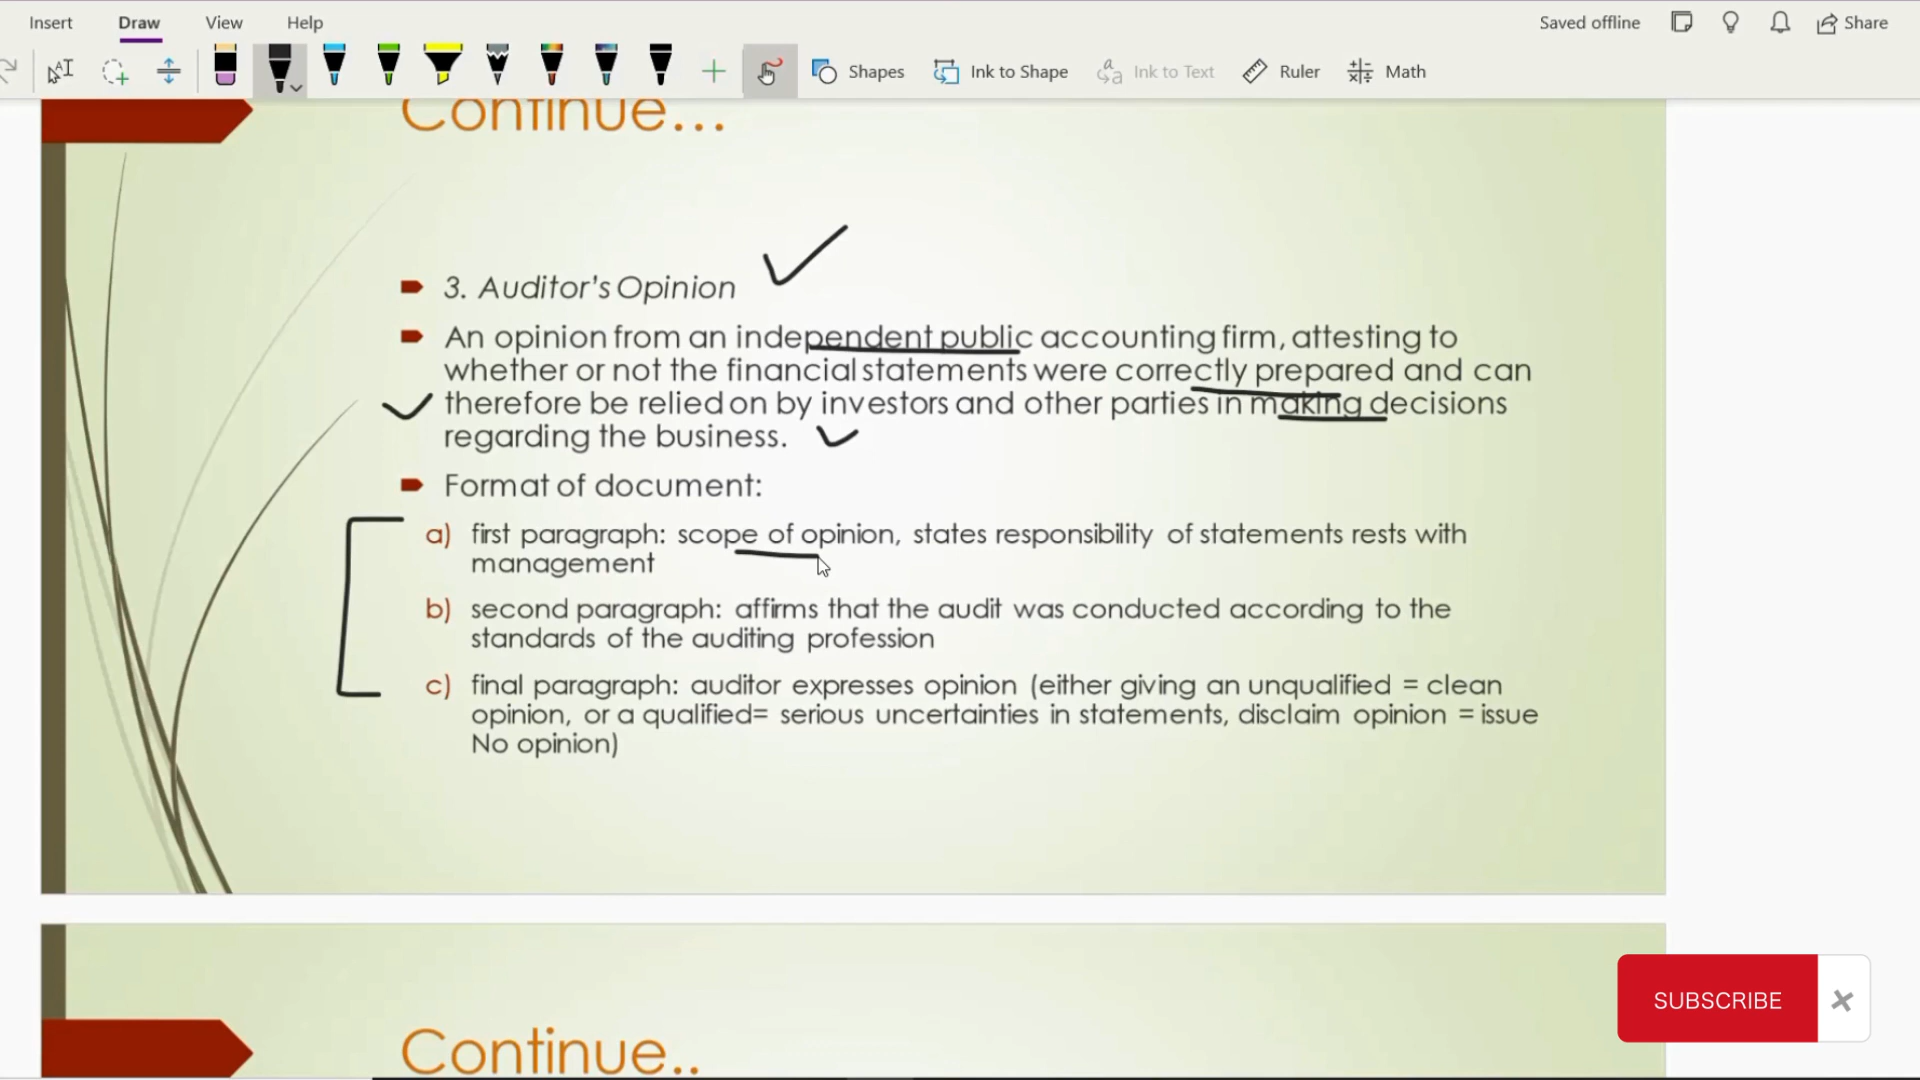 Insert Draw View Help Saved offline Share
Shapes Ink to Shape Ink to Text Ruler Math
Continue...
3. Auditor's Opinion
An opinion from an independent public accounting firm, attesting to
whether or not the financial statements were correctly prepared and can
therefore be relied on by investors and other parties in making decisions
regarding the business.
Format of document:
a) first paragraph: scope of opinion, states responsibility of statements rests with
management
b) second paragraph: affirms that the audit was conducted according to the
standards of the auditing profession
c) final paragraph: auditor expresses opinion (either giving an unqualified = clean
opinion, or a qualified= serious uncertainties in statements, disclaim opinion = issue
No opinion)
SUBSCRIBE
Continue..